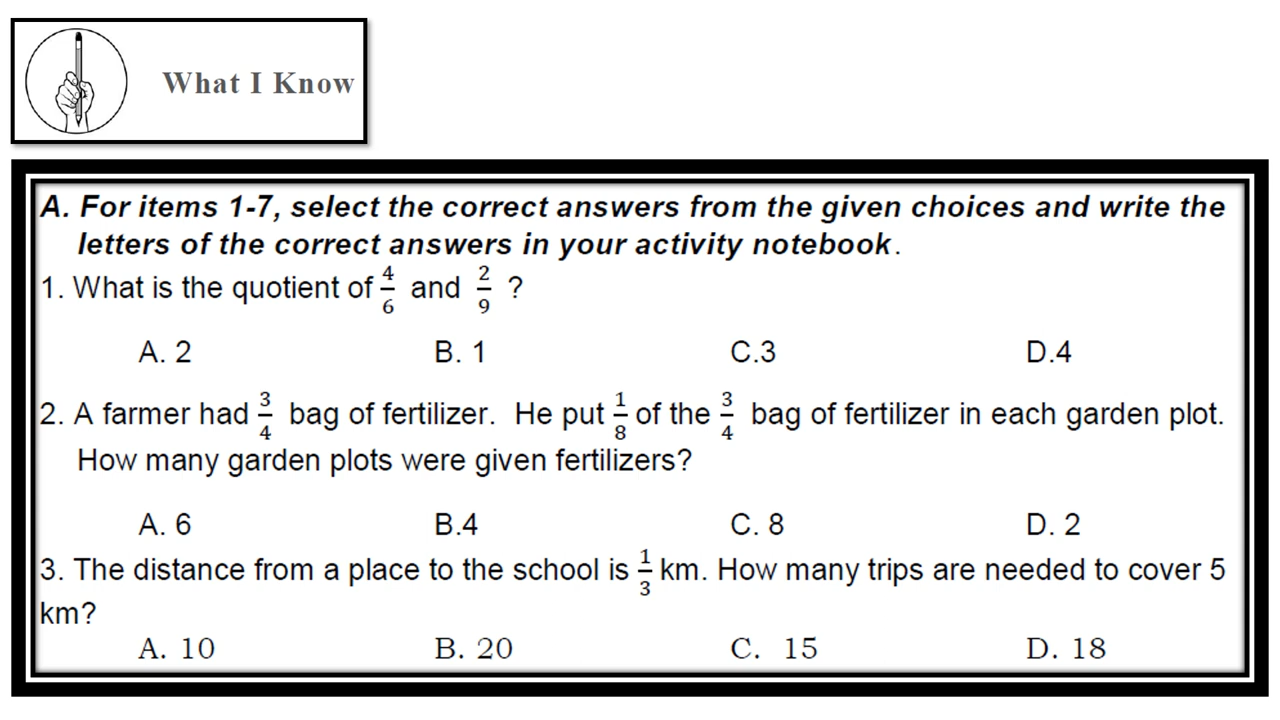 What I Know
A. For items 1-7, select the correct answers from the given choices and write the
letters of the correct answers in your activity notebook.
1. What is the quotient of 4/6 and 2/9 ?
A. 2 B. 1 C.3 D.4
2. A farmer had 3/4 bag of fertilizer. He put 1/8 of the 3/4 bag of fertilizer in each garden plot.
How many garden plots were given fertilizers?
A. 6 B.4 C. 8 D. 2
3. The distance from a place to the school is 1/3 km. How many trips are needed to cover 5
km?
A. 10 B. 20 C. 15 D. 18